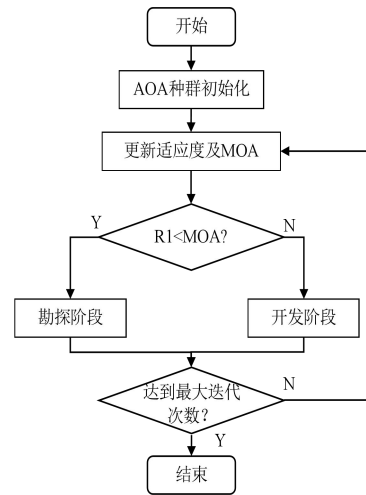 开始
AOA种群初始化
更新适应度及MOA
Y
N
R1<MOA?
勘探阶段
开发阶段
达到最大迭代
次数?
N
Y
结束